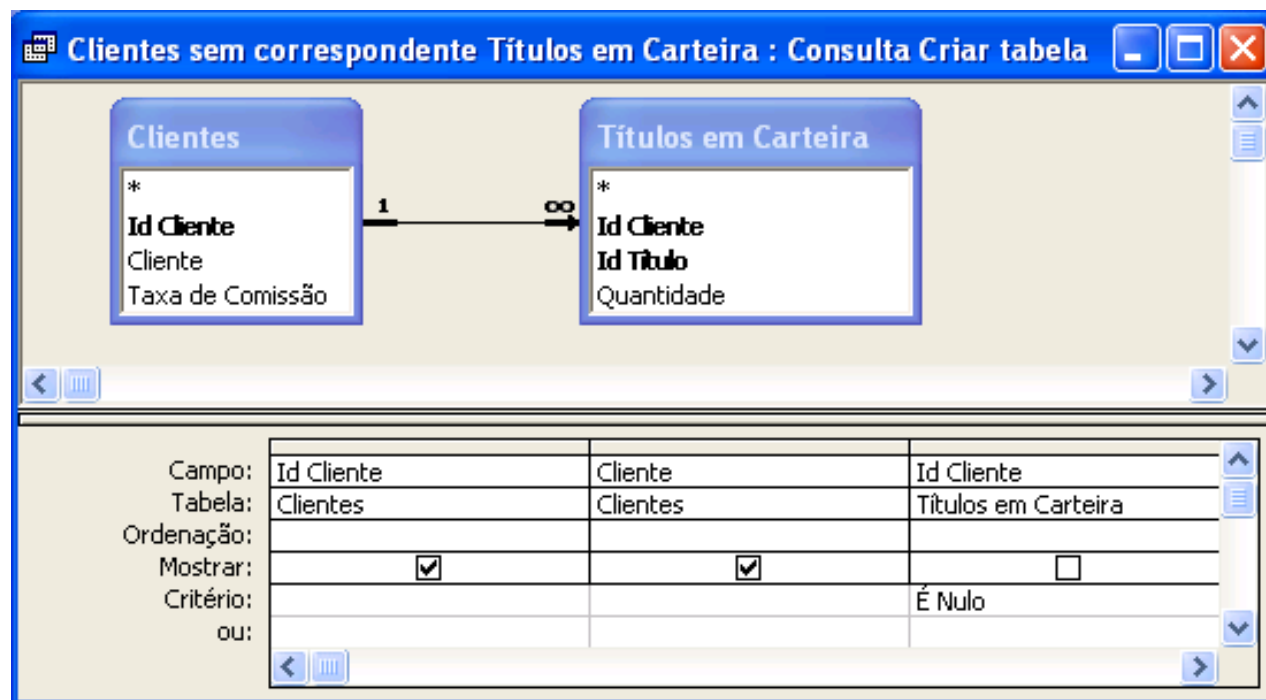 Clientes sem correspondente Títulos em Carteira : Consulta Criar tabela
Clientes
*
Id Cliente
Cliente
Taxa de Comissão
1 ∞
Títulos em Carteira
*
Id Cliente
Id Título
Quantidade
Campo: Id Cliente Cliente Id Cliente
Tabela: Clientes Clientes Títulos em Carteira
Ordenação:
Mostrar:
Critério: É Nulo
ou: